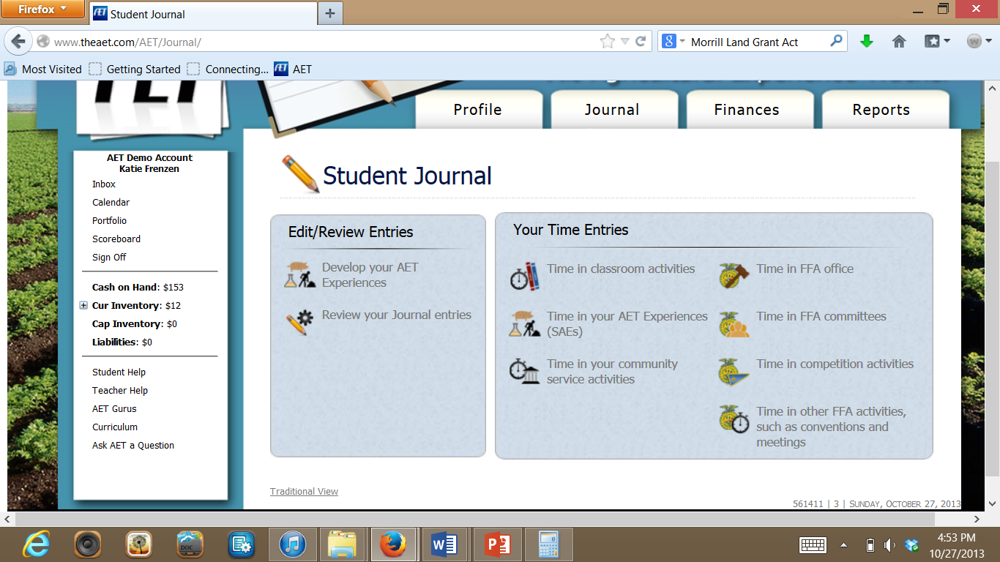 Firefox
Student Journal
www.theaet.com/AET/Journal/
Morrill Land Grant Act
Most Visited
Getting Started
Connecting...
AET
Profile
Journal
Finances
Reports
AET Demo Account
Katie Frenzen
Inbox
Calendar
Portfolio
Scoreboard
Sign Off
Cash on Hand: $153
Cur Inventory: $12
Cap Inventory: $0
Liabilities: $0
Student Help
Teacher Help
AET Gurus
Curriculum
Ask AET a Question
Student Journal
Edit/Review Entries
Develop your AET
Experiences
Review your Journal entries
Your Time Entries
Time in classroom activities
Time in your AET Experiences
(SAEs)
Time in your community
service activities
Time in FFA office
Time in FFA committees
Time in competition activities
Time in other FFA activities,
such as conventions and
meetings
Traditional View
561411 | 3 | Sunday, October 27, 2013
4:53 PM
10/27/2013